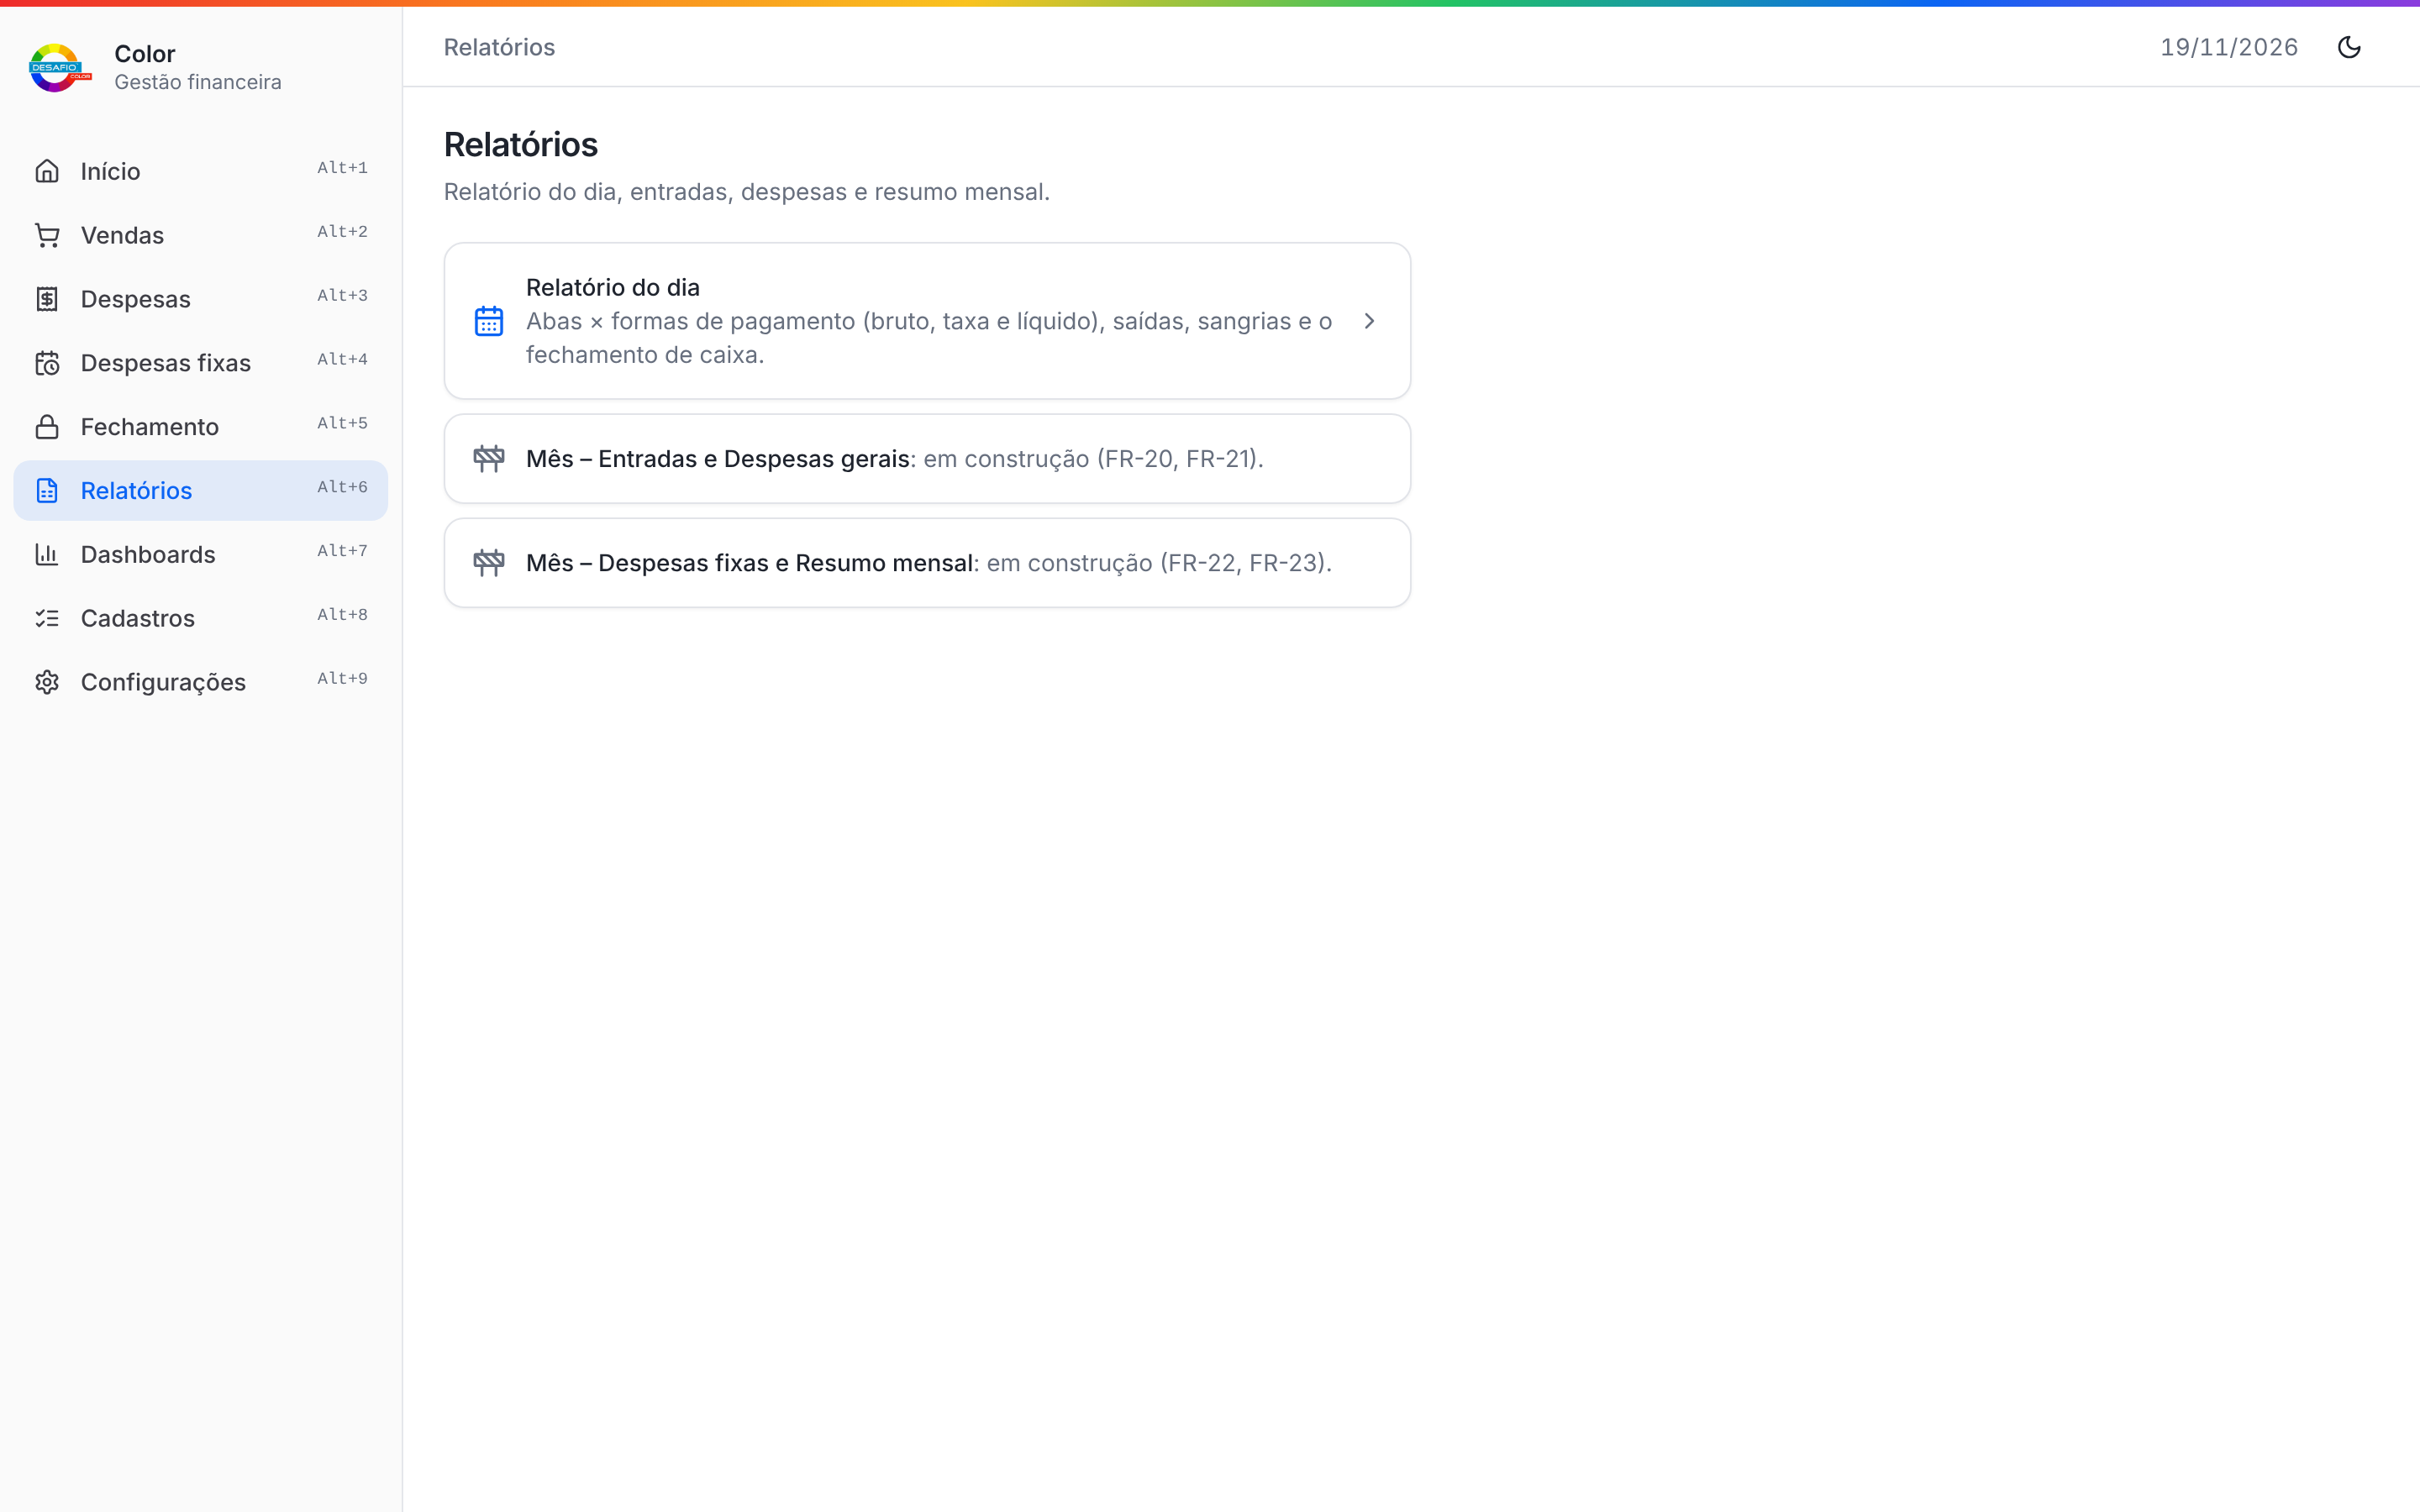 DESAFIO
COLOR
Color
Gestão financeira
Início Alt+1
Vendas Alt+2
Despesas Alt+3
Despesas fixas Alt+4
Fechamento Alt+5
Relatórios Alt+6
Dashboards Alt+7
Cadastros Alt+8
Configurações Alt+9
Relatórios 19/11/2026
Relatórios
Relatório do dia, entradas, despesas e resumo mensal.
Relatório do dia
Abas × formas de pagamento (bruto, taxa e líquido), saídas, sangrias e o
fechamento de caixa.
Mês – Entradas e Despesas gerais: em construção (FR-20, FR-21).
Mês – Despesas fixas e Resumo mensal: em construção (FR-22, FR-23).